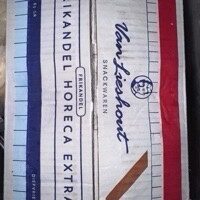 Van Lieshout
SNACKWAREN
FRIKANDEL
FRIKANDEL HORECA EXTRA